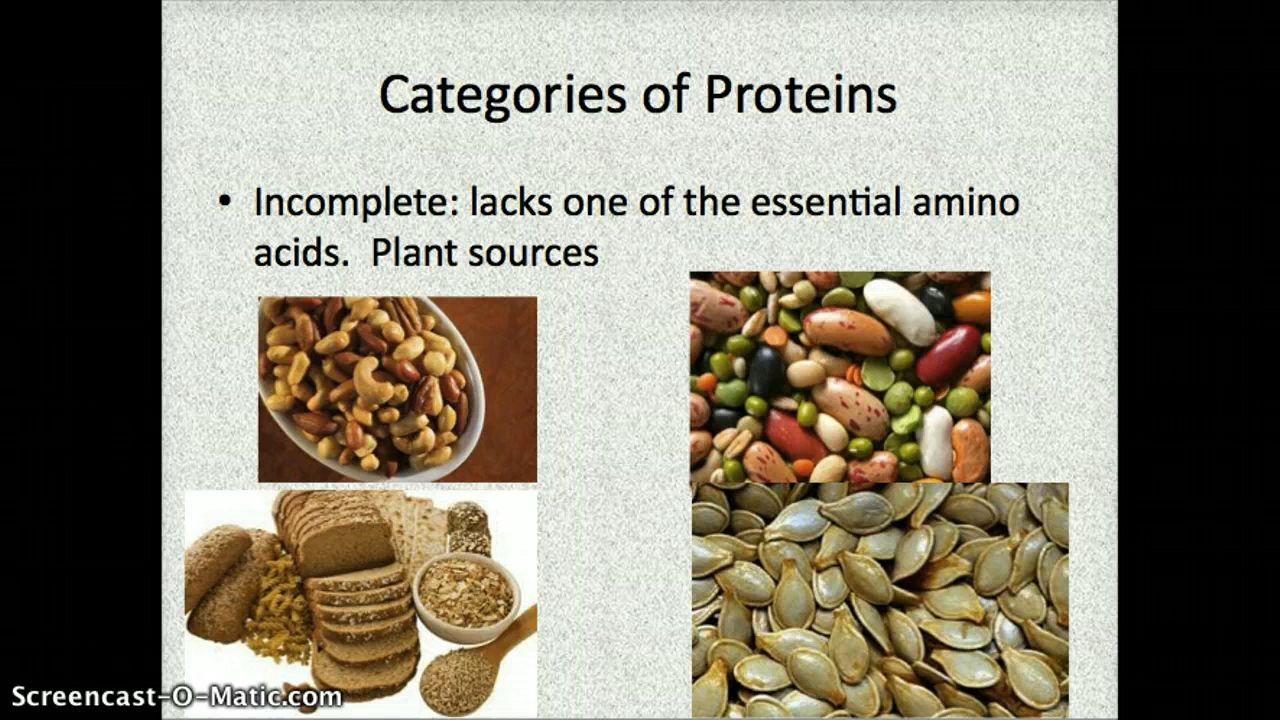 Categories of Proteins
• Incomplete: lacks one of the essential amino
acids.  Plant sources
Screencast-O-Matic.com